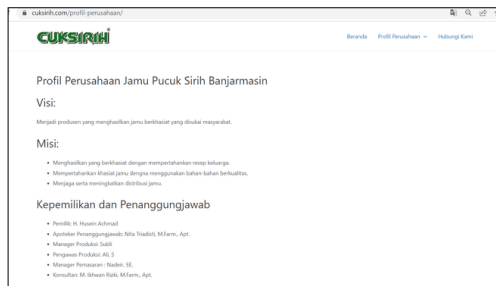 cuksirih.com/profil-perusahaan/
CUKSIRIH
Beranda Profil Perusahaan Hubungi Kami
Profil Perusahaan Jamu Pucuk Sirih Banjarmasin
Visi:
Menjadi produsen yang menghasilkan jamu berkhasiat yang disukai masyarakat.
Misi:
Menghasilkan yang berkhasiat dengan mempertahankan resep keluarga.
Mempertahankan khasiat jamu dengna menggunakan bahan-bahan berkualitas.
Menjaga serta meningkatkan distribusi jamu.
Kepemilikan dan Penanggungjawab
Pemilik: H. Husein Achmad
Apoteker Penanggungjawab: Nita Triadisti, M.Farm., Apt.
Manager Produksi: Subli
Pengawas Produksi: Ali. S
Manager Pemasaran : Nadeir, SE.
Konsultan: M. Ikhwan Rizki, M.Farm., Apt.